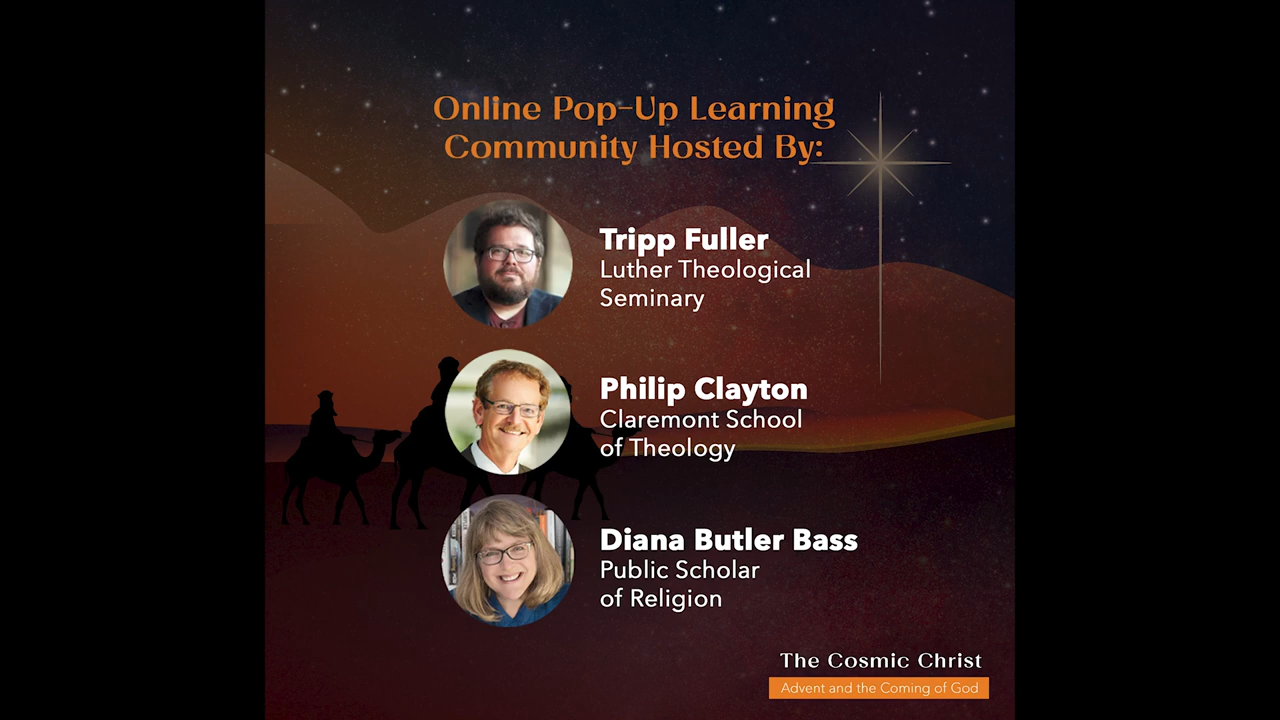 Online Pop-Up Learning
Community Hosted By:
Tripp Fuller
Luther Theological
Seminary
Philip Clayton
Claremont School
of Theology
Diana Butler Bass
Public Scholar
of Religion
The Cosmic Christ
Advent and the Coming of God